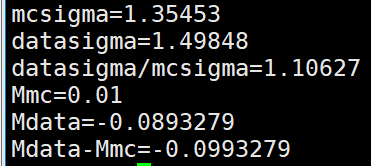 mcsigma=1.35453
datasigma=1.49848
datasigma/mcsigma=1.10627
Mmc=0.01
Mdata=-0.0893279
Mdata-Mmc=-0.0993279